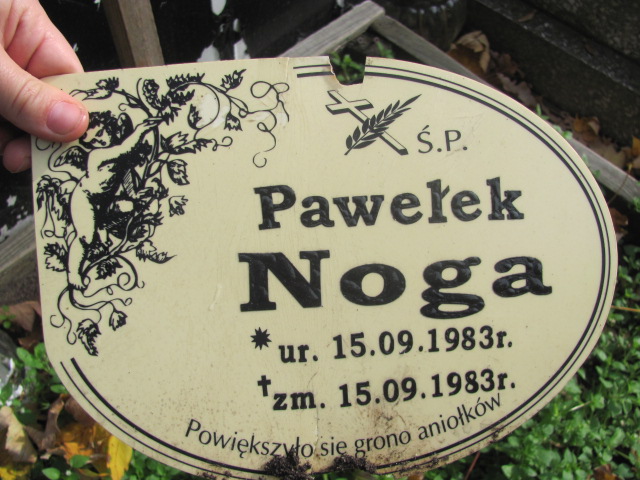 Ś.P.
Pawełek
Noga
* ur. 15.09.1983r.
† zm. 15.09.1983r.
Powiększyło się grono aniołków